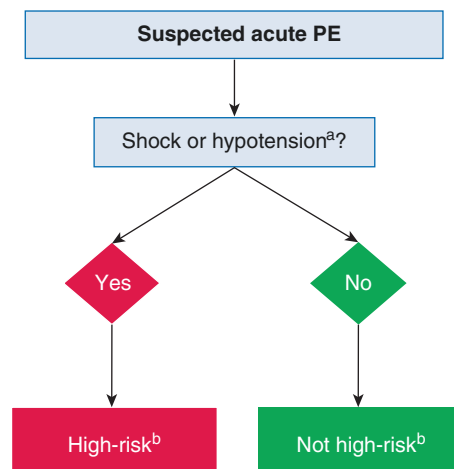 Suspected acute PE
Shock or hypotensionᵃ?
Yes
No
High-riskᵇ
Not high-riskᵇ